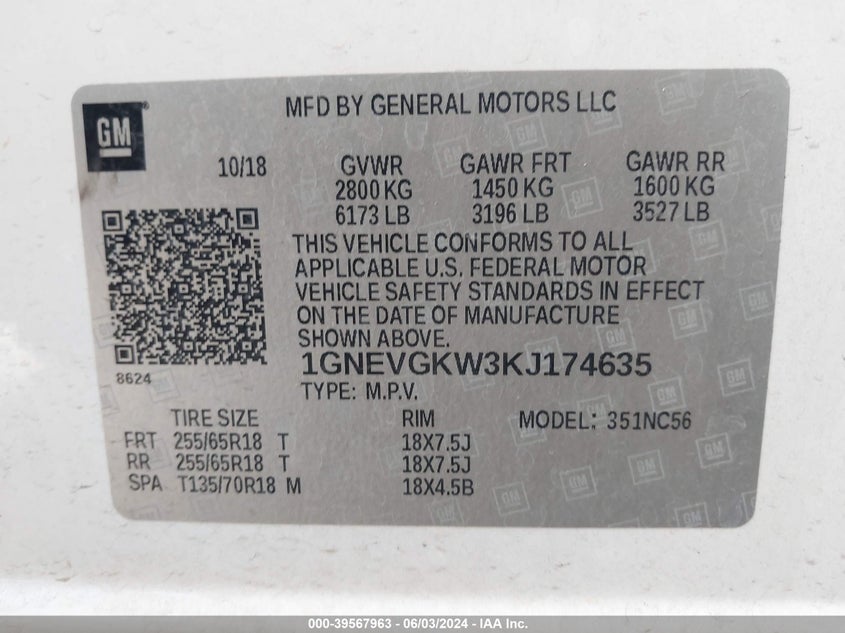 MFD BY GENERAL MOTORS LLC
GM
10/18 GVWR GAWR FRT GAWR RR
2800 KG 1450 KG 1600 KG
6173 LB 3196 LB 3527 LB
THIS VEHICLE CONFORMS TO ALL
APPLICABLE U.S. FEDERAL MOTOR
VEHICLE SAFETY STANDARDS IN EFFECT
ON THE DATE OF MANUFACTURE
SHOWN ABOVE.
1GNEVGKW3KJ174635
8624
TYPE: M.P.V.
TIRE SIZE RIM MODEL: 351NC56
FRT 255/65R18 T 18X7.5J
RR 255/65R18 T 18X7.5J
SPA T135/70R18 M 18X4.5B
000-39567963 - 06/03/2024 - IAA Inc.